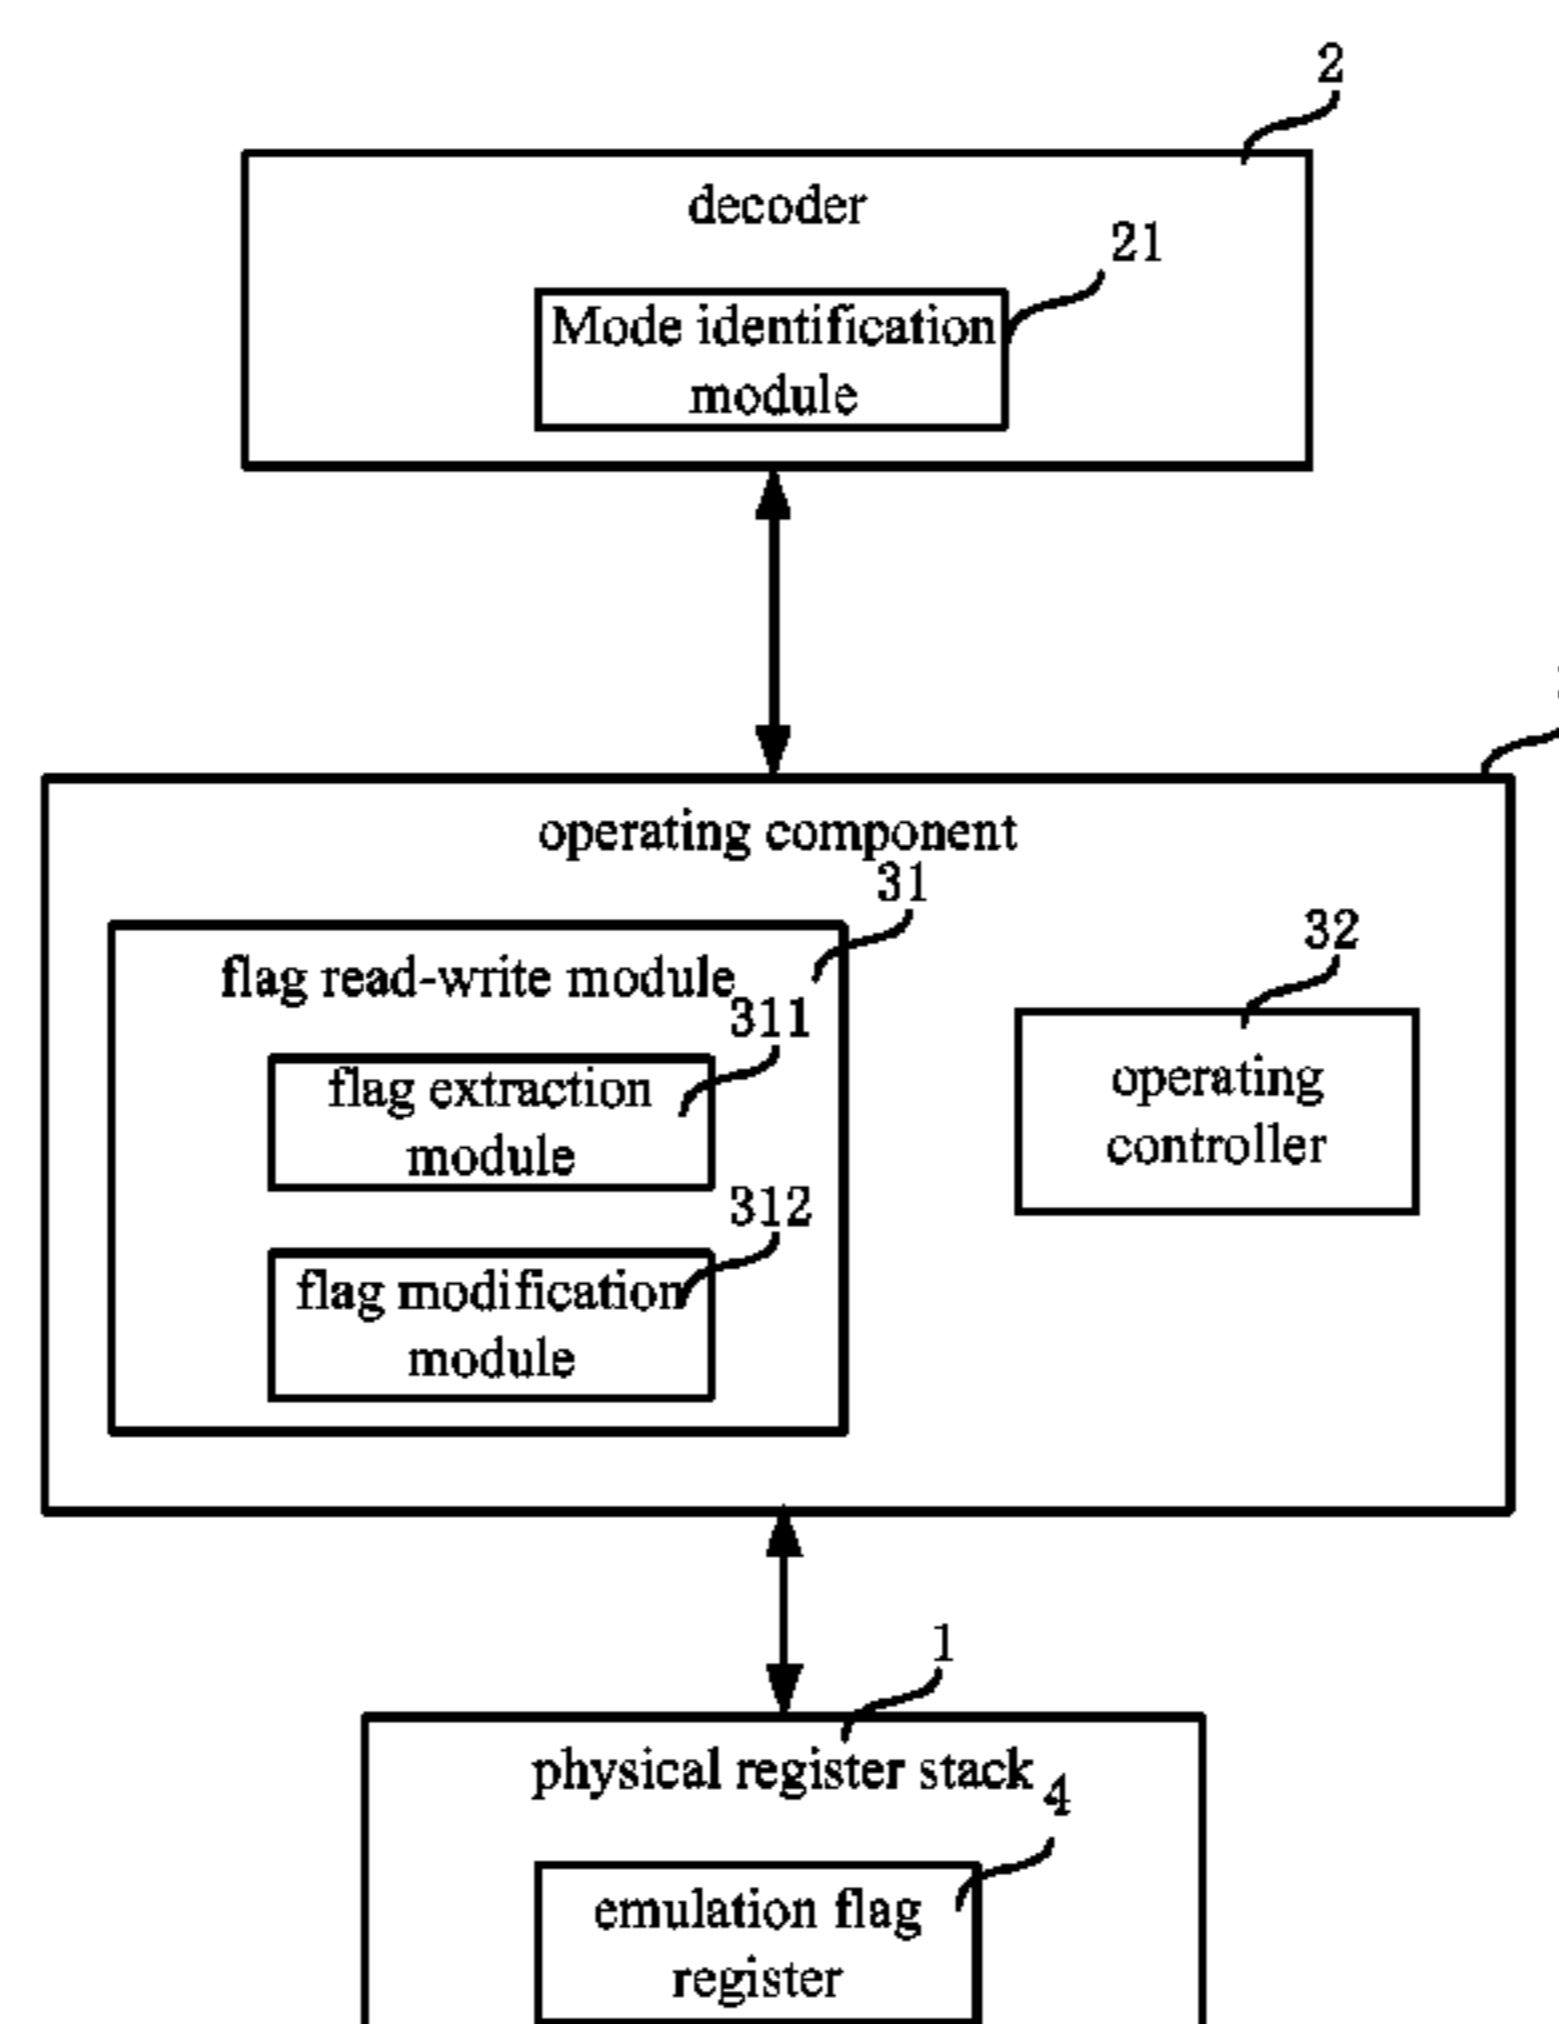 2
decoder
21
Mode identification
module
operating component
31
32
flag read-write module
311
flag extraction
module
operating
controller
312
flag modification
module
1
physical register stack
4
emulation flag
register